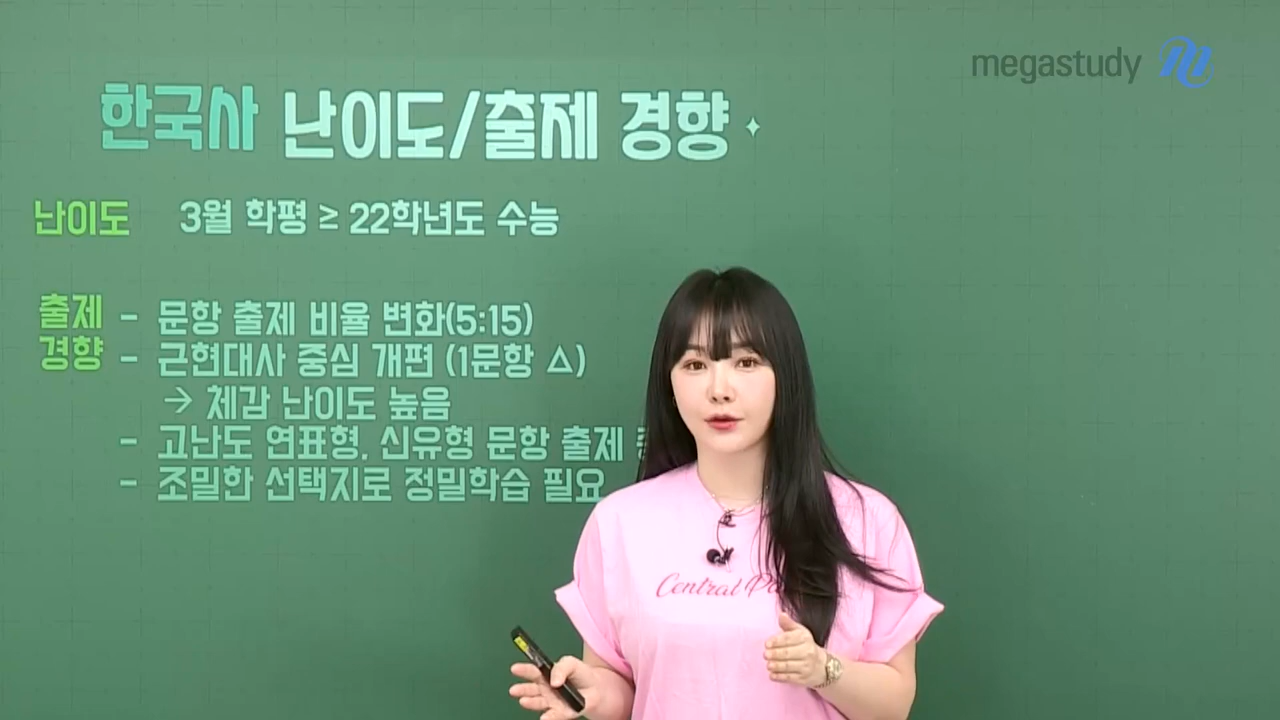 megastudy
한국사 난이도/출제 경향
난이도 3월 학평 ≥ 22학년도 수능
출제 경향
- 문항 출제 비율 변화(5:15)
- 근현대사 중심 개편 (1문항 △)
→ 체감 난이도 높음
- 고난도 연표형, 신유형 문항 출제
- 조밀한 선택지로 정밀학습 필요
Central